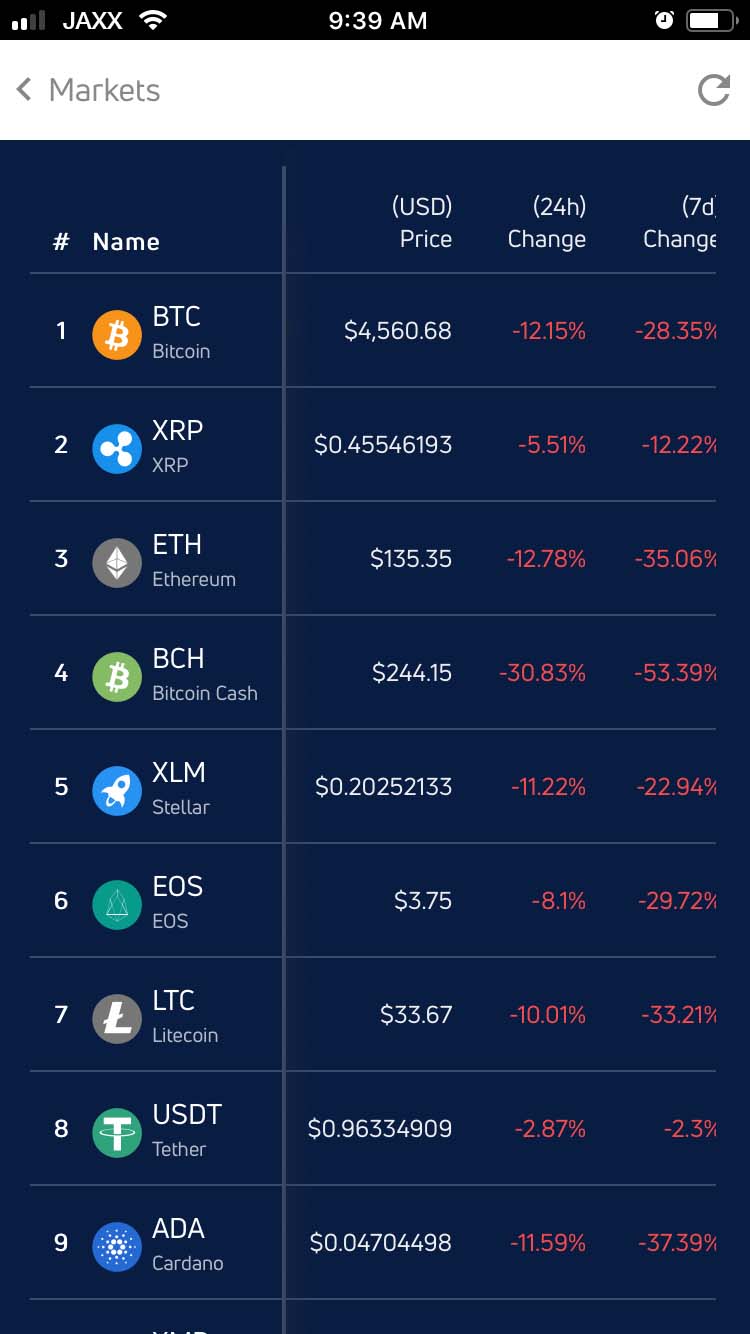 JAXX 9:39 AM
Markets
(USD) (24h) (7d)
# Name Price Change Change
1 BTC $4,560.68 -12.15% -28.35%
Bitcoin
2 XRP $0.45546193 -5.51% -12.22%
XRP
3 ETH $135.35 -12.78% -35.06%
Ethereum
4 BCH $244.15 -30.83% -53.39%
Bitcoin Cash
5 XLM $0.20252133 -11.22% -22.94%
Stellar
6 EOS $3.75 -8.1% -29.72%
EOS
7 LTC $33.67 -10.01% -33.21%
Litecoin
8 USDT $0.96334909 -2.87% -2.3%
Tether
9 ADA $0.04704498 -11.59% -37.39%
Cardano